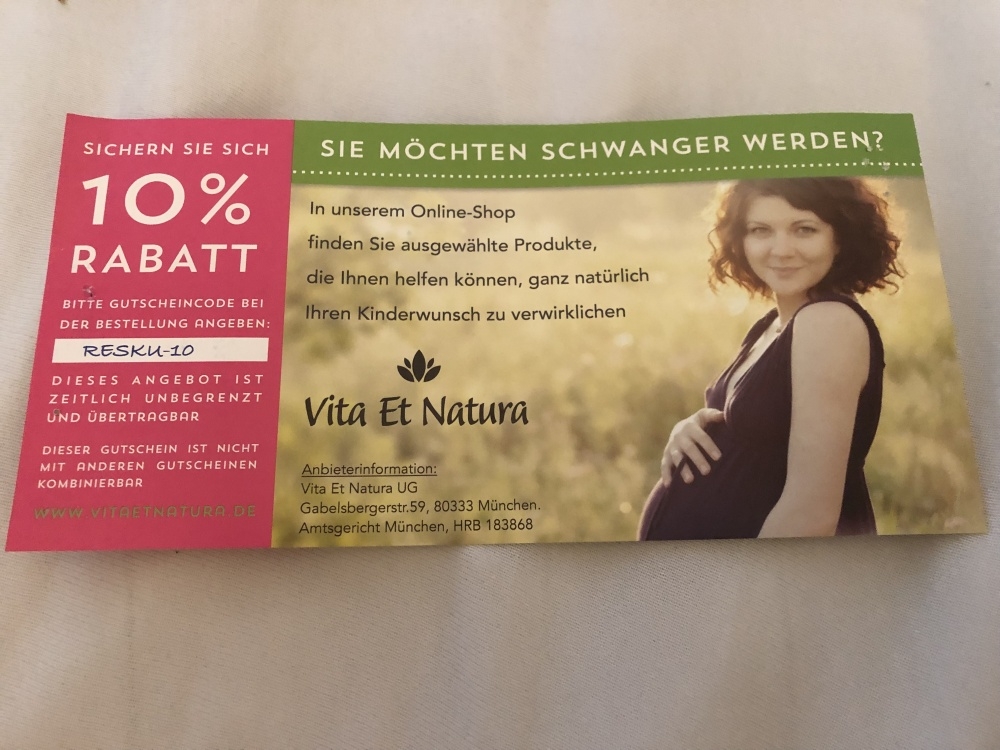 SICHERN SIE SICH
10%
RABATT
BITTE GUTSCHEINCODE BEI
DER BESTELLUNG ANGEBEN:
RESKU-10
DIESES ANGEBOT IST
ZEITLICH UNBEGRENZT
UND ÜBERTRAGBAR
DIESER GUTSCHEIN IST NICHT
MIT ANDEREN GUTSCHEINEN
KOMBINIERBAR
WWW.VITAETNATURA.DE
SIE MÖCHTEN SCHWANGER WERDEN?
In unserem Online-Shop
finden Sie ausgewählte Produkte,
die Ihnen helfen können, ganz natürlich
Ihren Kinderwunsch zu verwirklichen
Vita Et Natura
Anbieterinformation:
Vita Et Natura UG
Gabelsbergerstr.59, 80333 München.
Amtsgericht München, HRB 183868